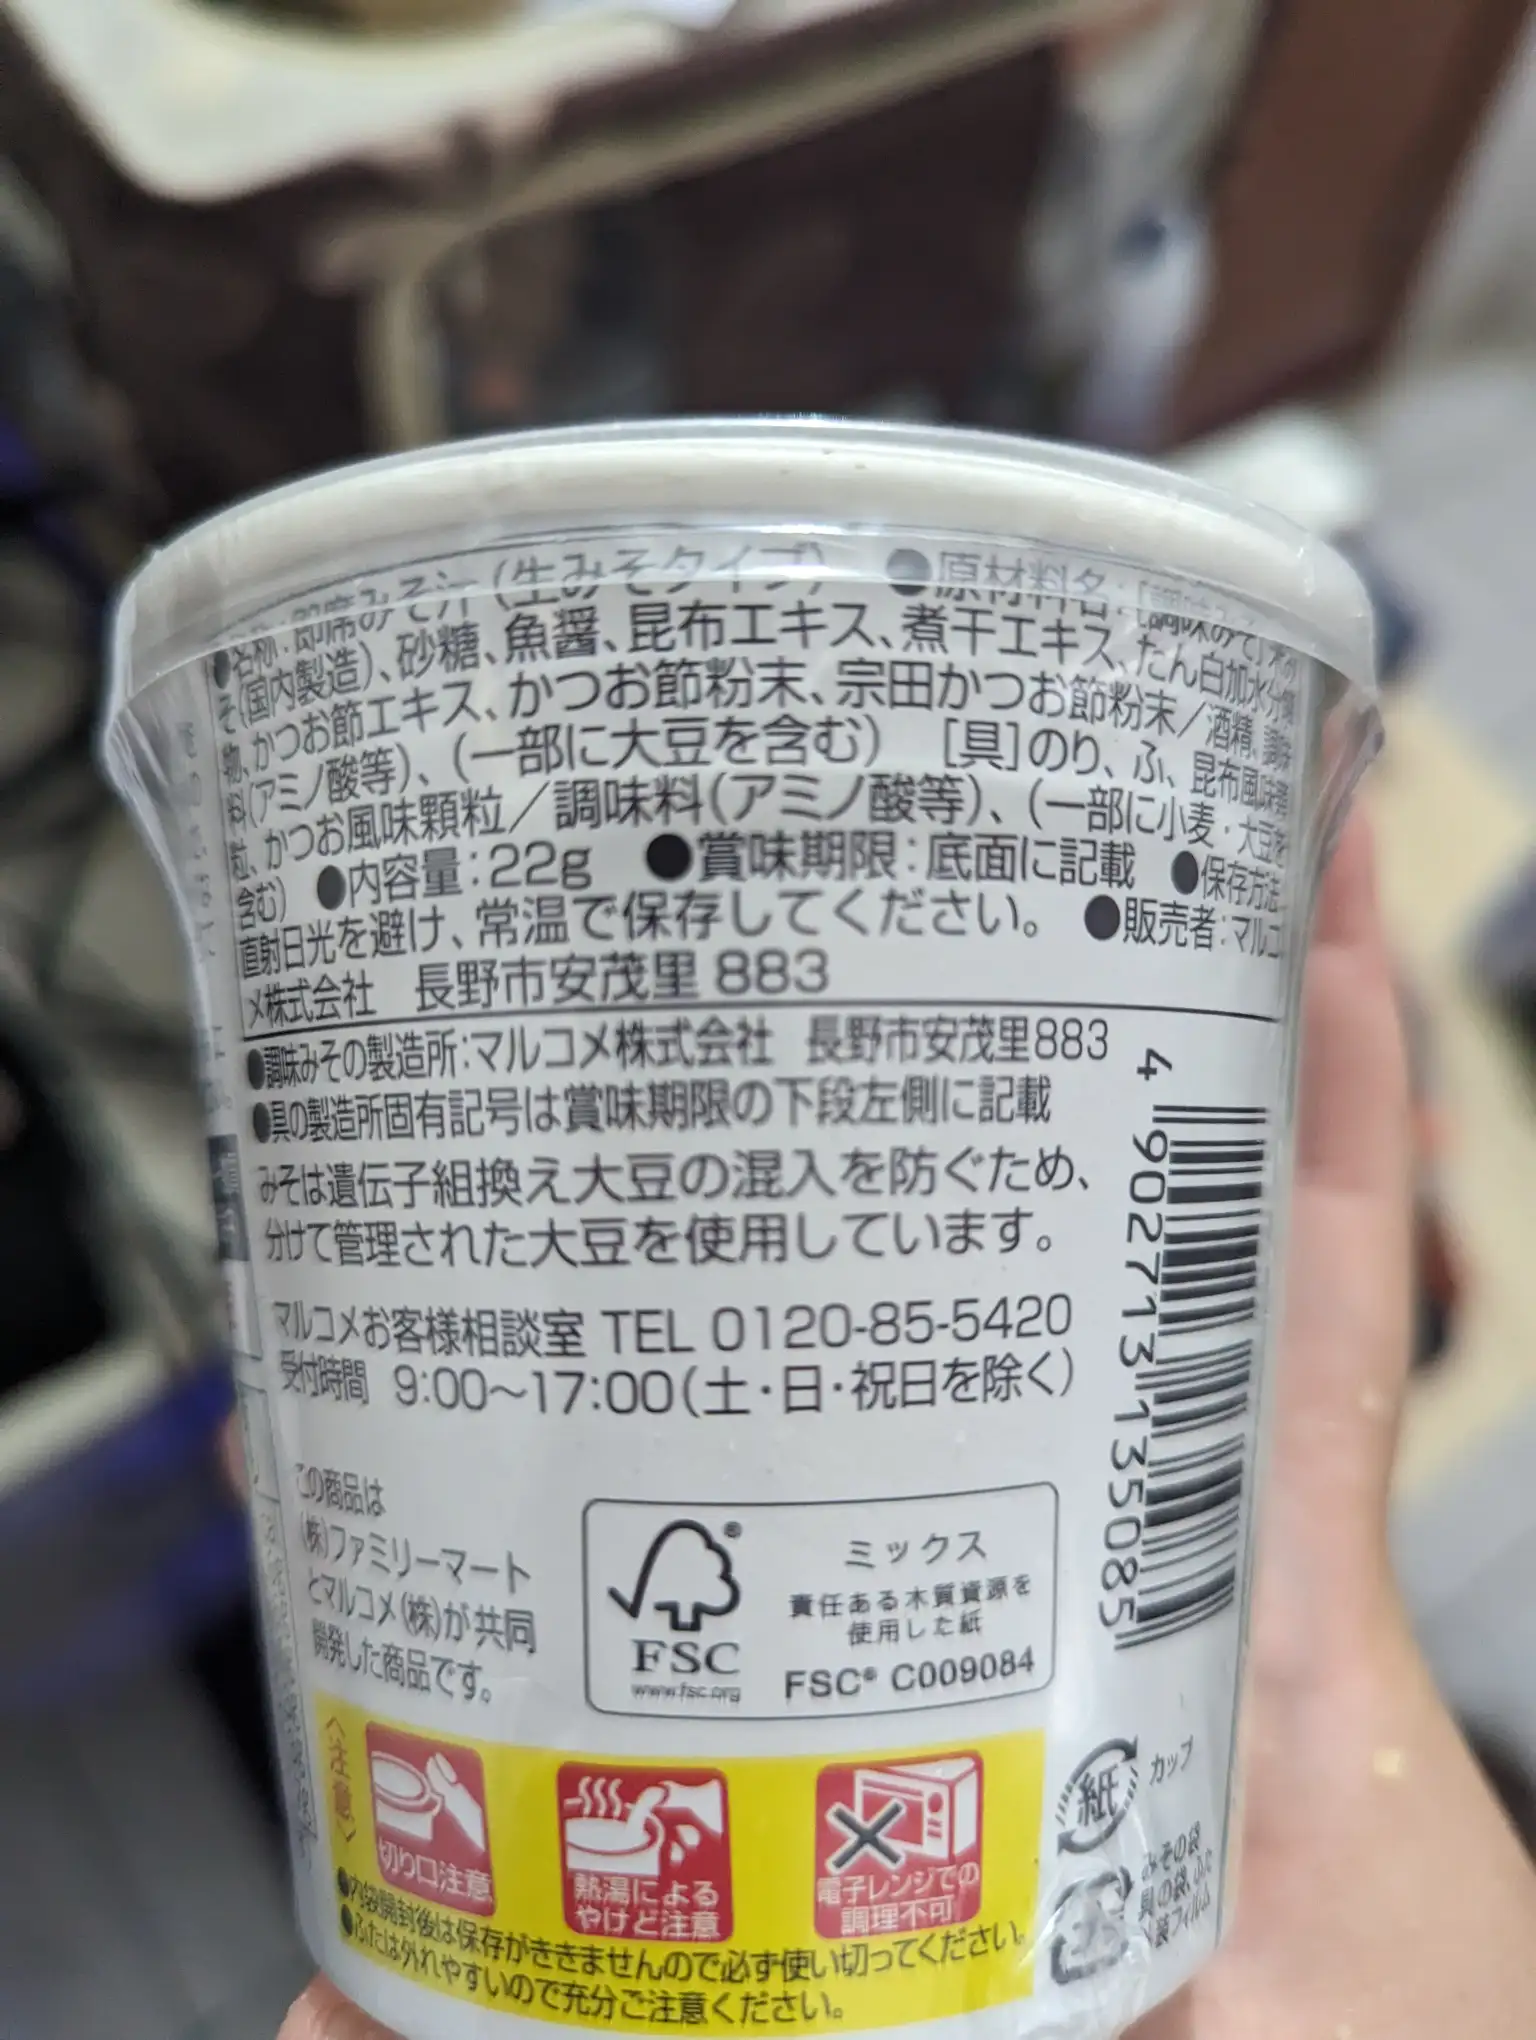 ●名称:即席みそ汁(生みそタイプ) ●原材料名:[調味みそ]米み
そ(国内製造)、砂糖、魚醤、昆布エキス、煮干エキス、たん白加水分解
物、かつお節エキス、かつお節粉末、宗田かつお節粉末/酒精、調味
料(アミノ酸等)、(一部に大豆を含む) [具]のり、ふ、昆布風味顆
粒、かつお風味顆粒/調味料(アミノ酸等)、(一部に小麦・大豆を
含む) ●内容量:22g ●賞味期限:底面に記載 ●保存方法:
直射日光を避け、常温で保存してください。 ●販売者:マルコ
メ株式会社 長野市安茂里883
●調味みその製造所:マルコメ株式会社 長野市安茂里883
●具の製造所固有記号は賞味期限の下段左側に記載
みそは遺伝子組換え大豆の混入を防ぐため、
分けて管理された大豆を使用しています。
マルコメお客様相談室 TEL 0120-85-5420
受付時間 9:00〜17:00(土・日・祝日を除く)
4 902713 135085
この商品は
(株)ファミリーマート
とマルコメ(株)が共同
開発した商品です。
FSC®
www.fsc.org
ミックス
責任ある木質資源を
使用した紙
FSC® C009084
〈注意〉
切り口注意
熱湯による
やけど注意
電子レンジでの
調理不可
●内袋開封後は保存がききませんので必ず使い切ってください。
●ふたは外れやすいので充分ご注意ください。
紙
カップ
プラ
みその袋、
具の袋、ふた